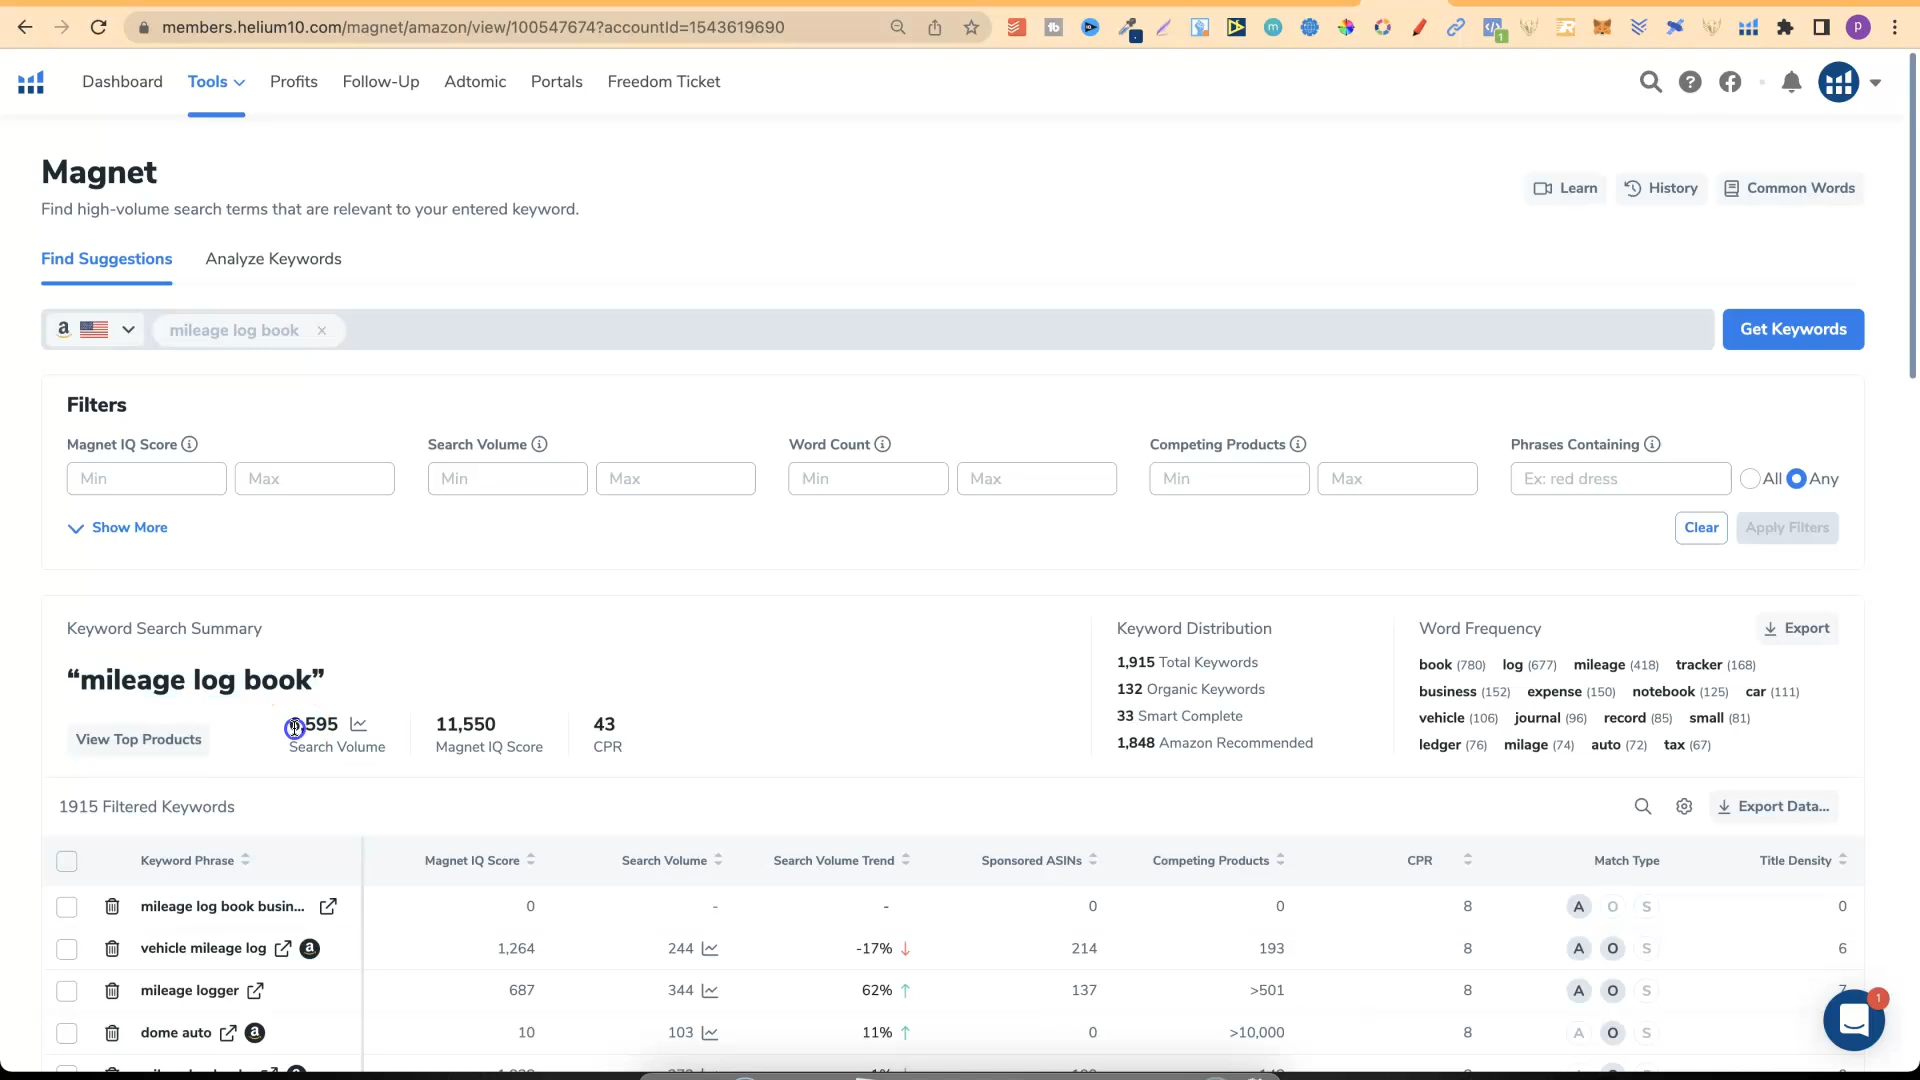 members.helium10.com/magnet/amazon/view/100547674?accountId=1543619690
Dashboard Tools Profits Follow-Up Adtomic Portals Freedom Ticket
Magnet
Find high-volume search terms that are relevant to your entered keyword.
Learn History Common Words
Find Suggestions Analyze Keywords
mileage log book × Get Keywords
Filters
Magnet IQ Score Search Volume Word Count Competing Products Phrases Containing
Min Max Min Max Min Max Min Max Ex: red dress All Any
Show More Clear Apply Filters
Keyword Search Summary Keyword Distribution Word Frequency Export
“mileage log book”
View Top Products
,595 11,550 43
Search Volume Magnet IQ Score CPR
1,915 Total Keywords
132 Organic Keywords
33 Smart Complete
1,848 Amazon Recommended
book (780) log (677) mileage (418) tracker (168)
business (152) expense (150) notebook (125) car (111)
vehicle (106) journal (96) record (85) small (81)
ledger (76) milage (74) auto (72) tax (67)
1915 Filtered Keywords Export Data...
Keyword Phrase Magnet IQ Score Search Volume Search Volume Trend Sponsored ASINs Competing Products CPR Match Type Title Density
mileage log book busin... 0 - - 0 0 8 A O S 0
vehicle mileage log a 1,264 244 -17% 214 193 8 A O S 6
mileage logger 687 344 62% 137 >501 8 A O S 7
dome auto a 10 103 11% 0 >10,000 8 A O S
1